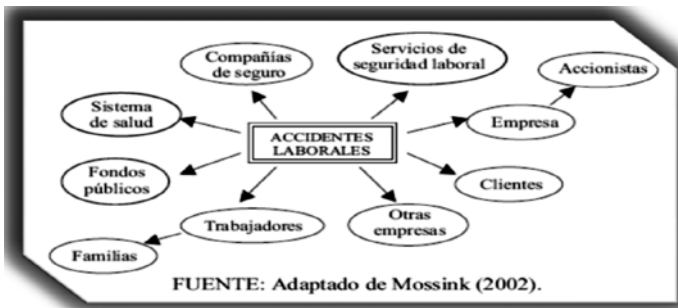 Compañías
de seguro
Servicios de
seguridad laboral
Accionistas
Sistema
de salud
ACCIDENTES
LABORALES
Empresa
Fondos
públicos
Clientes
Trabajadores
Otras
empresas
Familias
FUENTE: Adaptado de Mossink (2002).